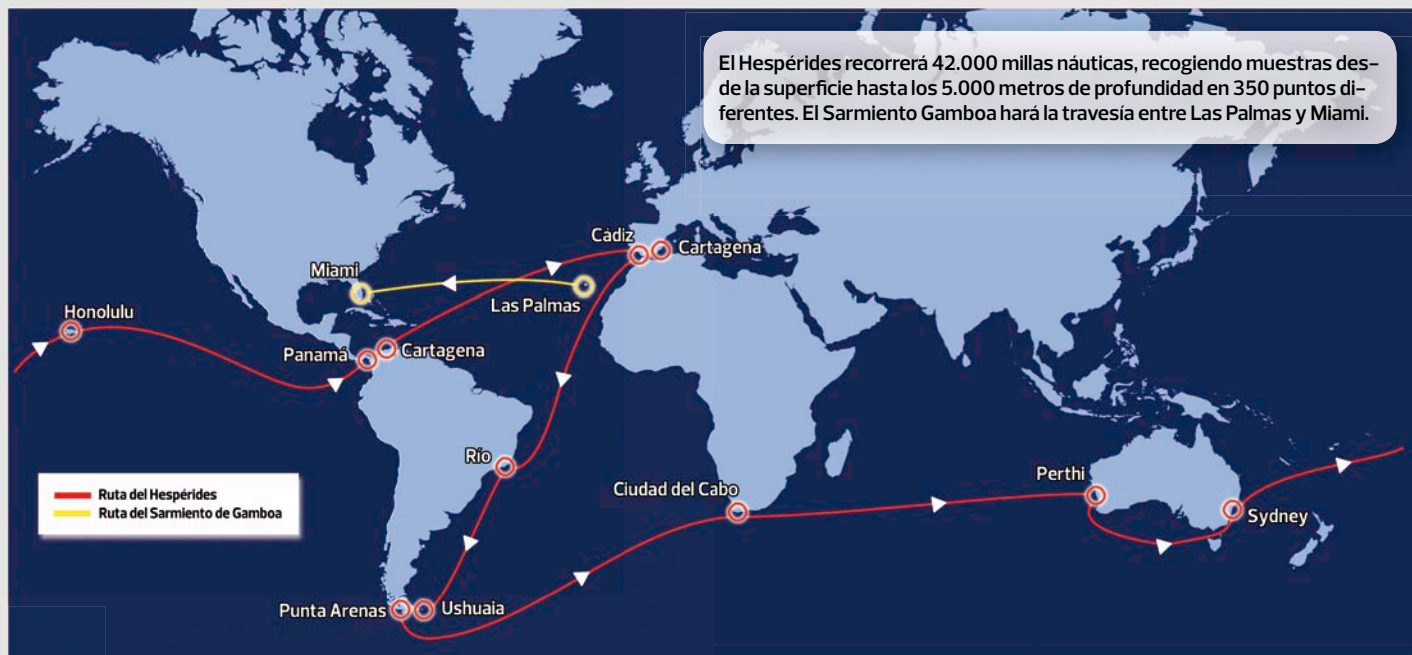 El Hespérides recorrerá 42.000 millas náuticas, recogiendo muestras des-
de la superficie hasta los 5.000 metros de profundidad en 350 puntos di-
ferentes. El Sarmiento Gamboa hará la travesía entre Las Palmas y Miami.
Cádiz
Cartagena
Miami
Las Palmas
Honolulu
Panamá
Cartagena
Río
Perthi
Ciudad del Cabo
Sydney
Ruta del Hespérides
Ruta del Sarmiento de Gamboa
Punta Arenas
Ushuaia